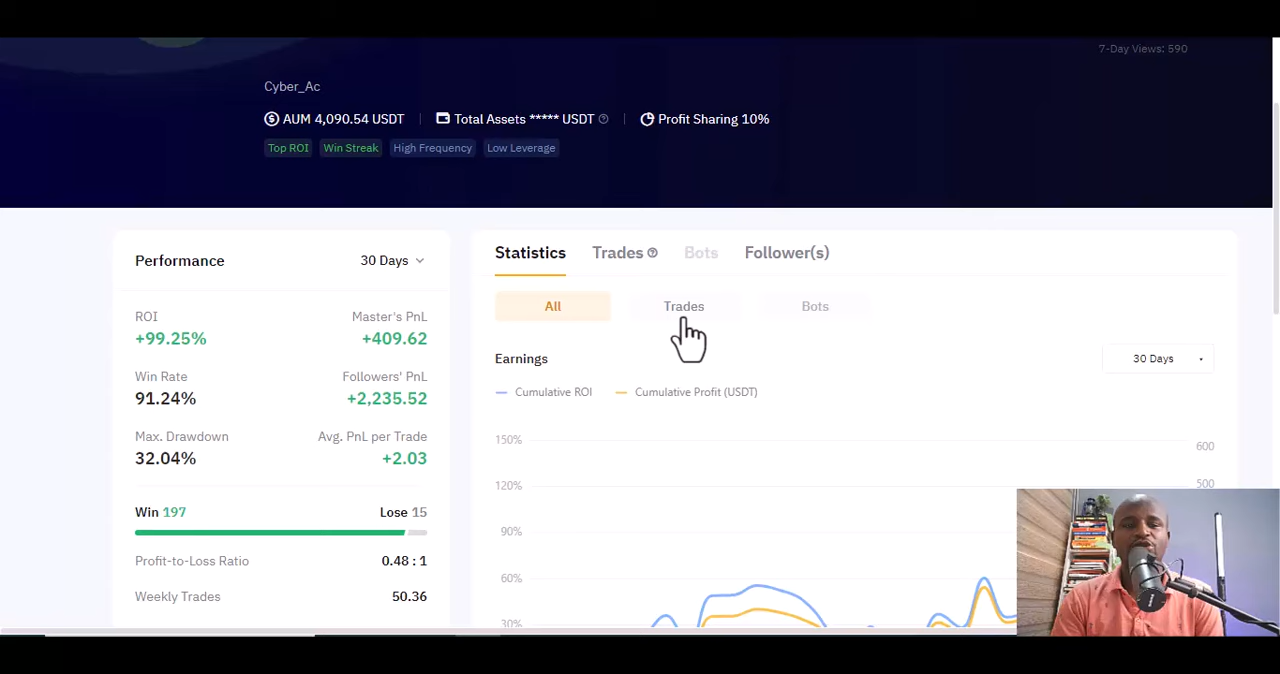 7-Day Views: 590
Cyber_Ac
AUM 4,090.54 USDT Total Assets ***** USDT Profit Sharing 10%
Top ROI Win Streak High Frequency Low Leverage
Performance 30 Days
ROI Master's PnL
+99.25% +409.62
Win Rate Followers' PnL
91.24% +2,235.52
Max. Drawdown Avg. PnL per Trade
32.04% +2.03
Win 197 Lose 15
Profit-to-Loss Ratio 0.48 : 1
Weekly Trades 50.36
Statistics Trades Bots Follower(s)
All Trades Bots
Earnings 30 Days
Cumulative ROI Cumulative Profit (USDT)
150% 600
120% 500
90%
60%
30%